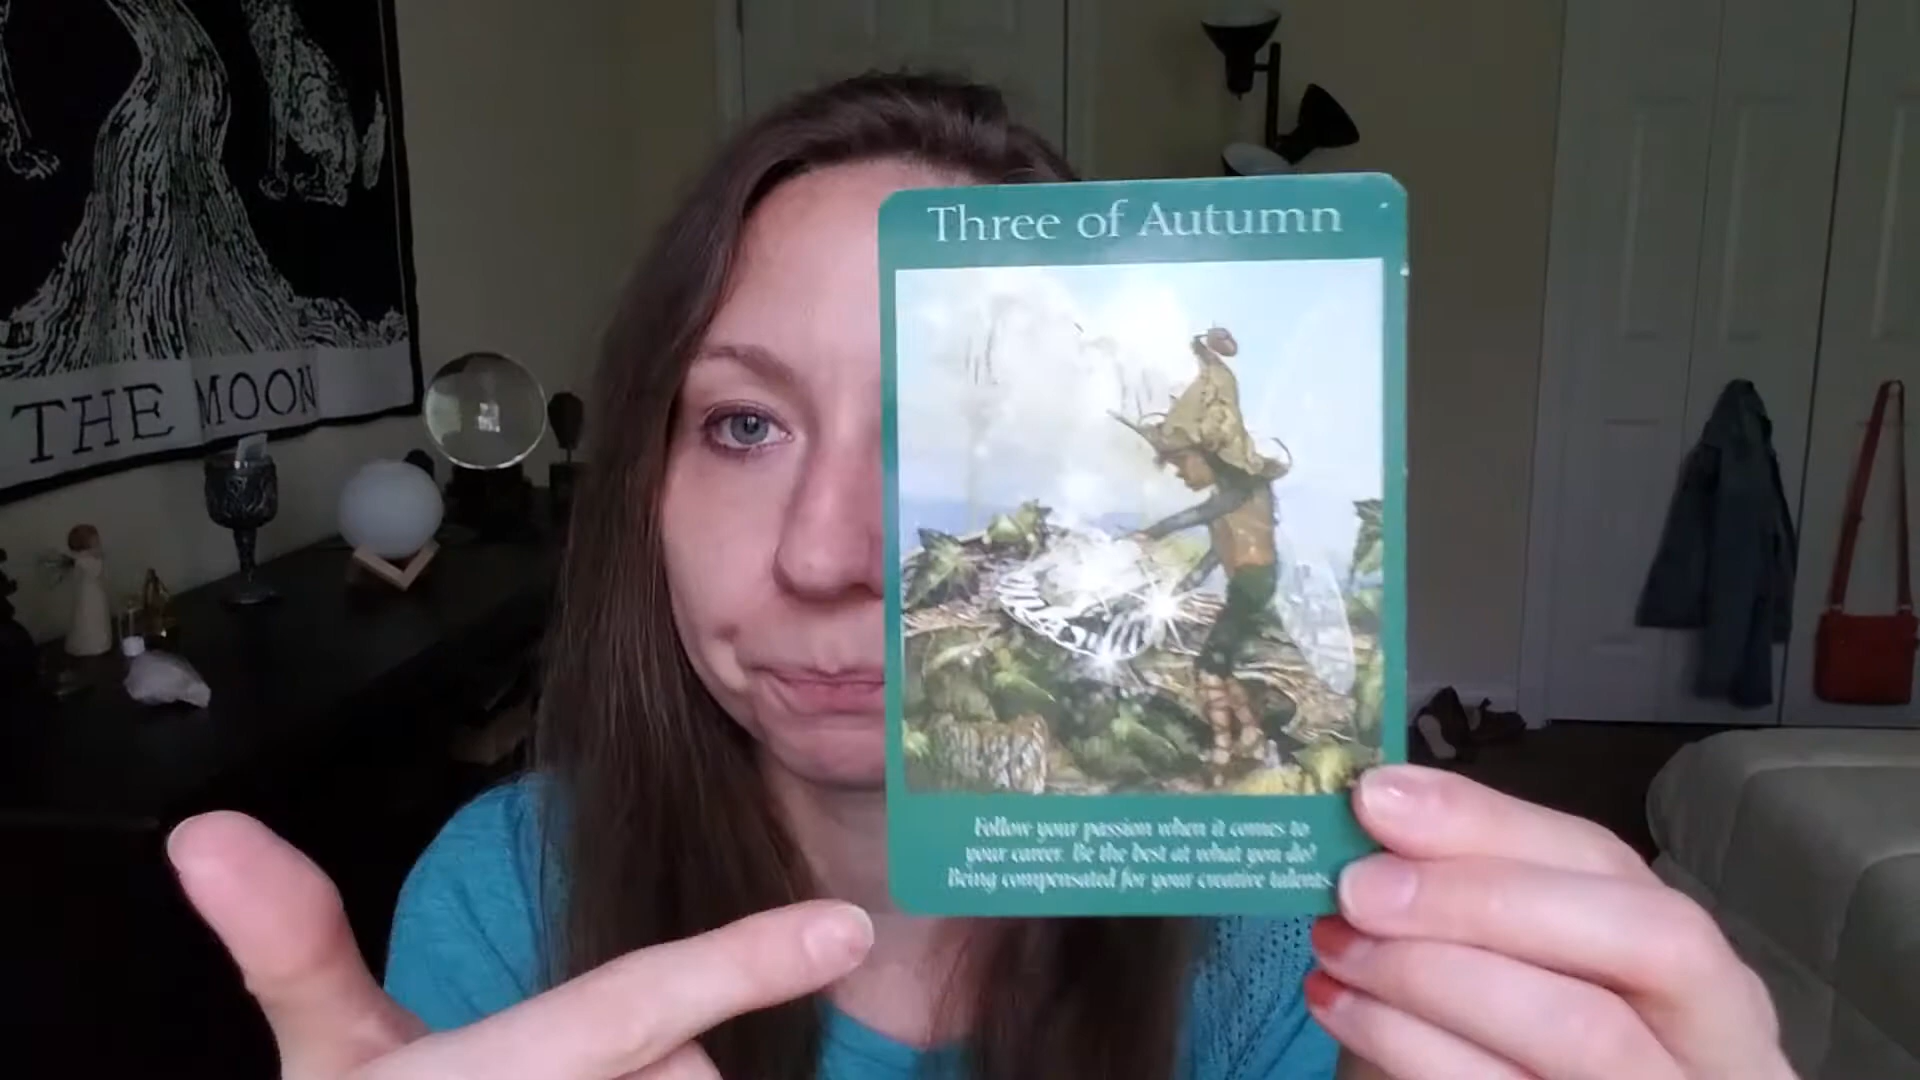 THE MOON
Three of Autumn
Follow your passion when it comes to
your career. Be the best at what you do!
Being compensated for your creative talents.